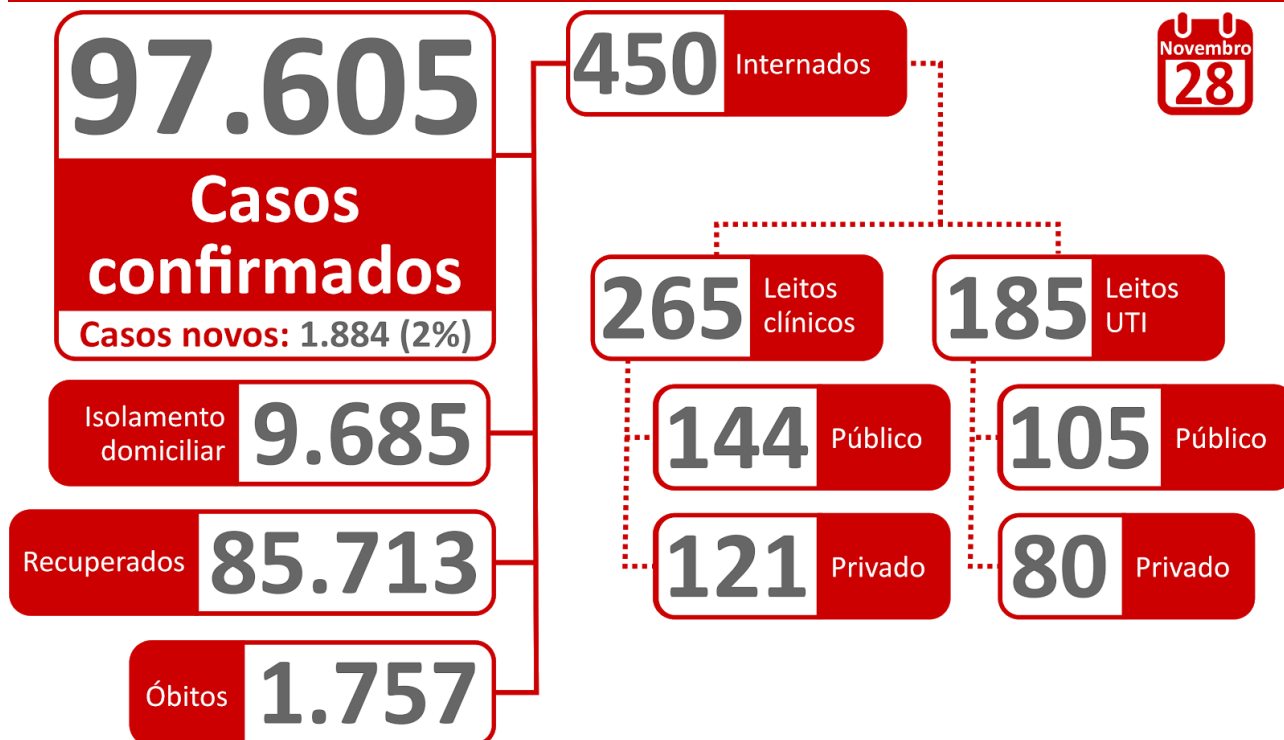 97.605
Casos
confirmados
Casos novos: 1.884 (2%)
450 Internados
Novembro
28
265 Leitos
clínicos
185 Leitos
UTI
144 Público
105 Público
121 Privado
80 Privado
Isolamento
domiciliar 9.685
Recuperados 85.713
Óbitos 1.757